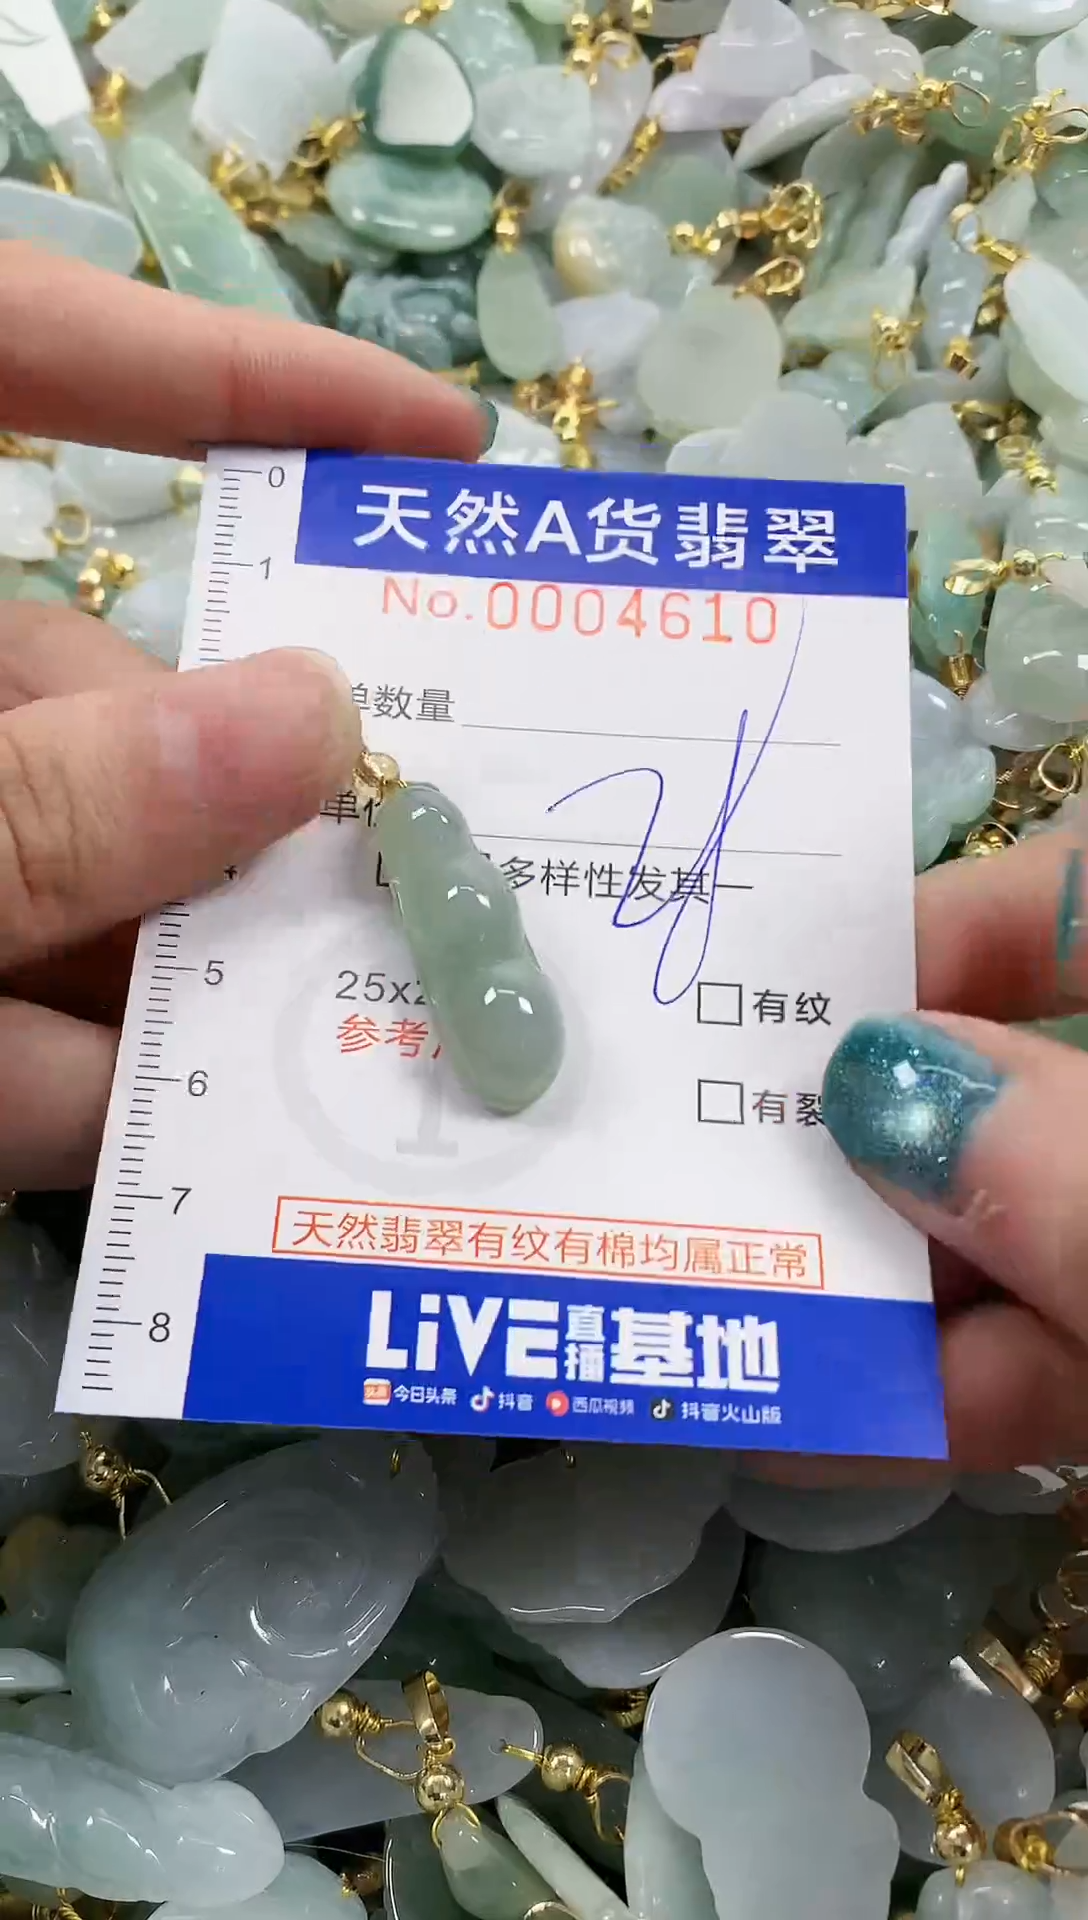 0
天然A货翡翠
1
No.0004610
单数量
单
多样性发其一
5
25x
□有纹
参考
6
□有裂
7
天然翡翠有纹有棉均属正常
8
LiVE直播基地
今日头条 抖音 西瓜视频 抖音火山版